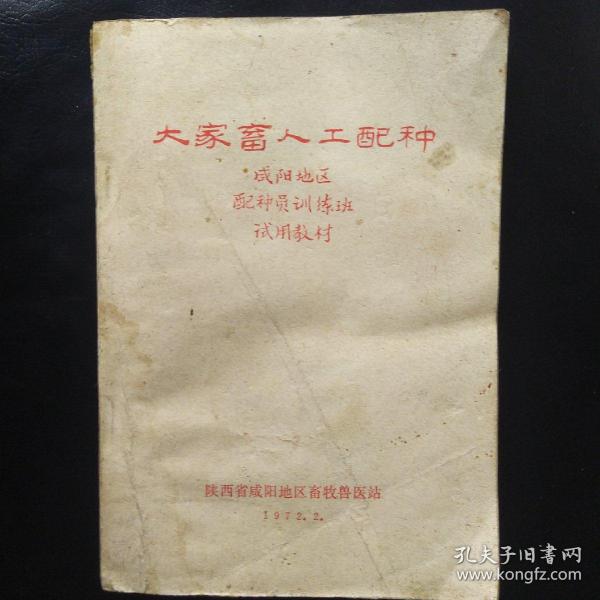 大家畜人工配种
咸阳地区
配种员训练班
试用教材
陕西省咸阳地区畜牧兽医站
1972.2.
孔夫子旧书网
www.kongfz.com